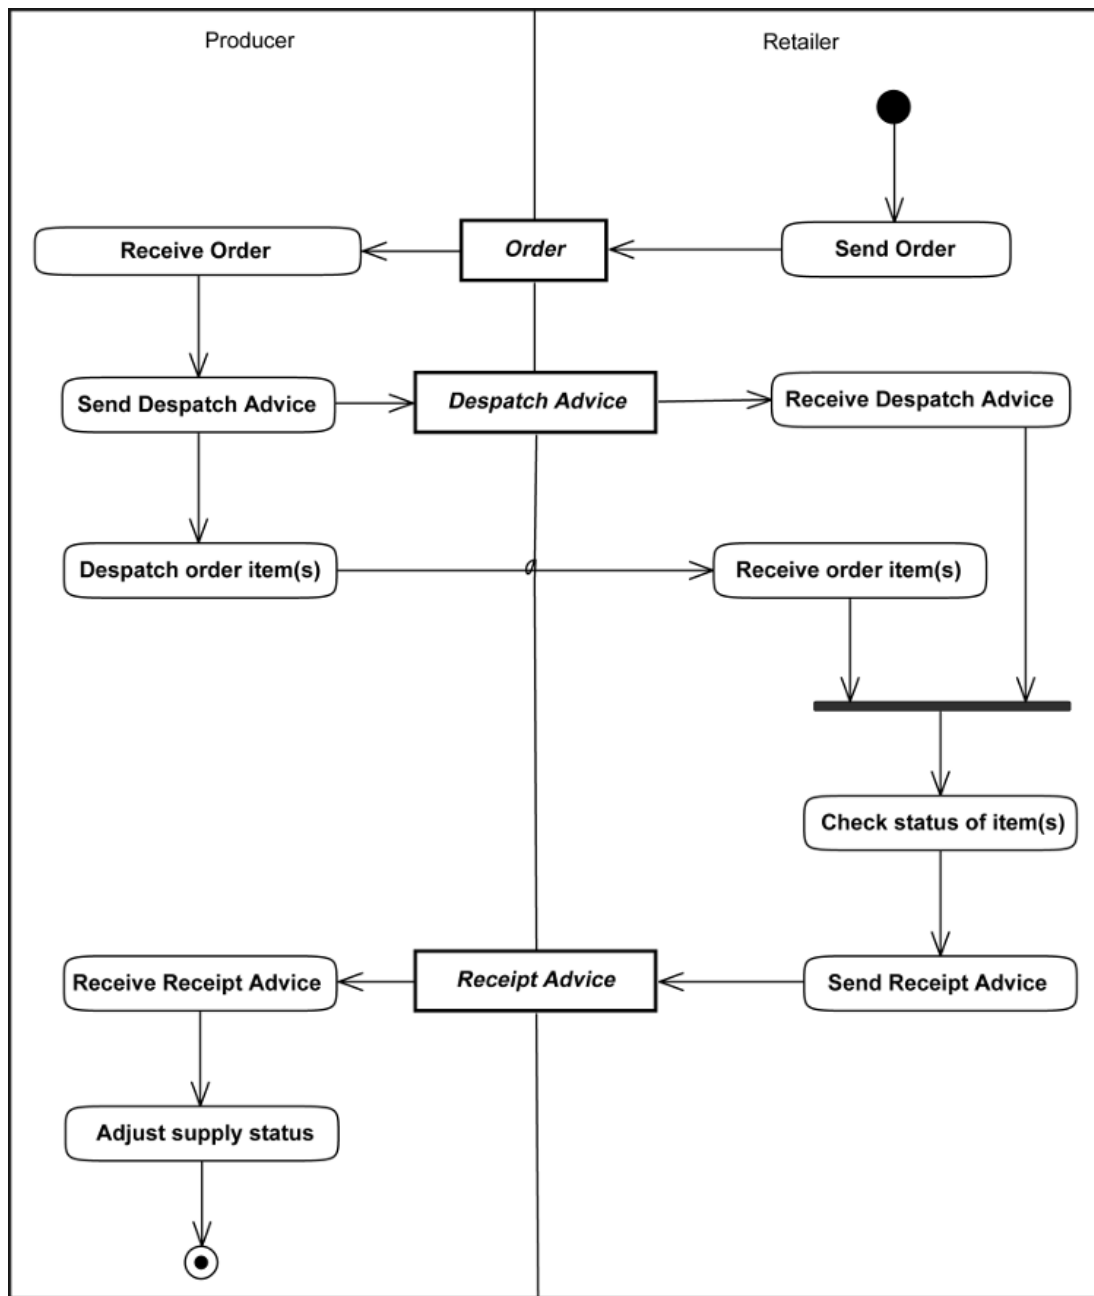 Producer
Retailer
Receive Order
Order
Send Order
Send Despatch Advice
Despatch Advice
Receive Despatch Advice
Despatch order item(s)
Receive order item(s)
Check status of item(s)
Receive Receipt Advice
Receipt Advice
Send Receipt Advice
Adjust supply status